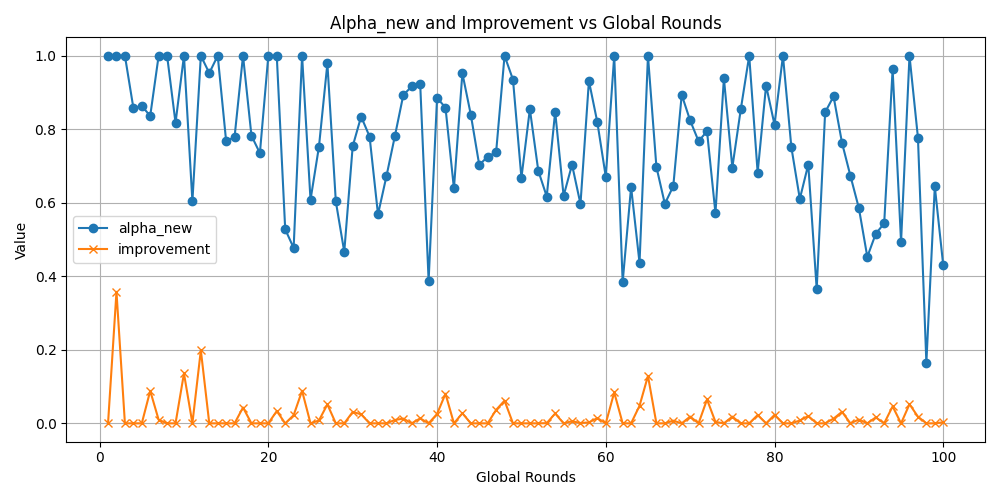 Alpha_new and Improvement vs Global Rounds
1.0
0.8
0.6
0.4
0.2
0.0
Value
alpha_new
improvement
0 20 40 60 80 100
Global Rounds